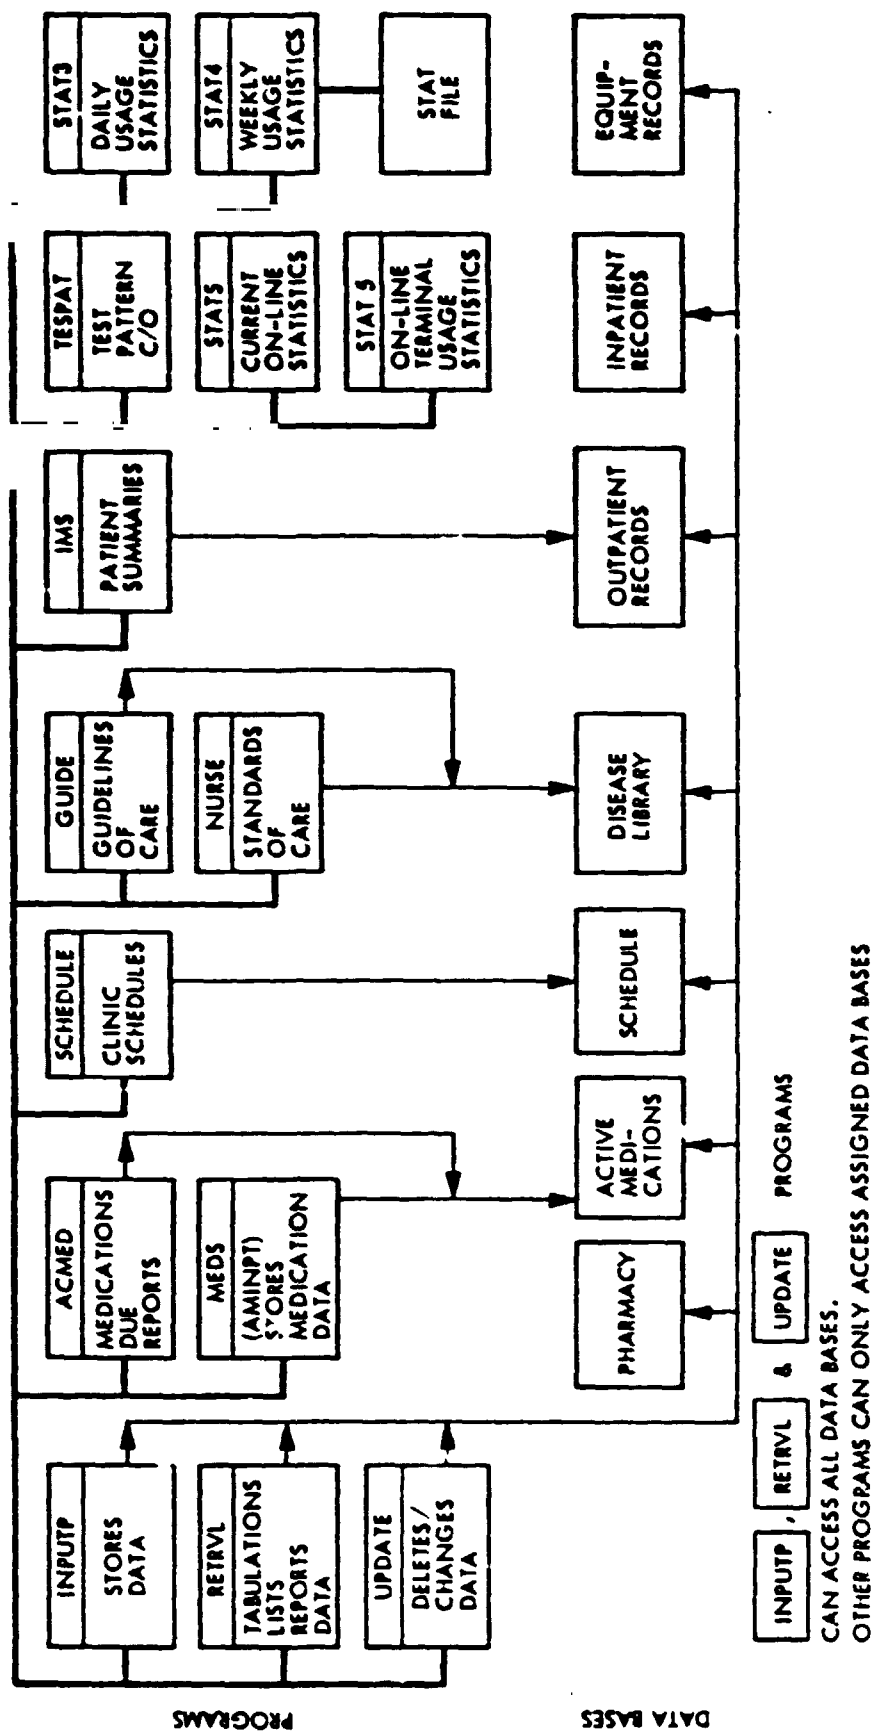 PROGRAMS
INPUTP
STORES
DATA
RETRVL
TABULATIONS
LISTS
REPORTS
DATA
UPDATE
DELETES/
CHANGES
DATA
ACMED
MEDICATIONS
DUE
REPORTS
MEDS
(AMINPT)
STORES
MEDICATION
DATA
SCHEDULE
CLINIC
SCHEDULES
GUIDE
GUIDELINES
OF
CARE
NURSE
STANDARDS
OF
CARE
IMS
PATIENT
SUMMARIES
TESPAT
TEST
PATTERN
C/O
STATS
CURRENT
ON-LINE
STATISTICS
STAT 5
ON-LINE
TERMINAL
USAGE
STATISTICS
STAT3
DAILY
USAGE
STATISTICS
STAT4
WEEKLY
USAGE
STATISTICS
STAT
FILE
DATA BASES
PHARMACY
ACTIVE
MEDI-
CATIONS
SCHEDULE
DISEASE
LIBRARY
OUTPATIENT
RECORDS
INPATIENT
RECORDS
EQUIP-
MENT
RECORDS
INPUTP , RETRVL & UPDATE PROGRAMS
CAN ACCESS ALL DATA BASES.
OTHER PROGRAMS CAN ONLY ACCESS ASSIGNED DATA BASES